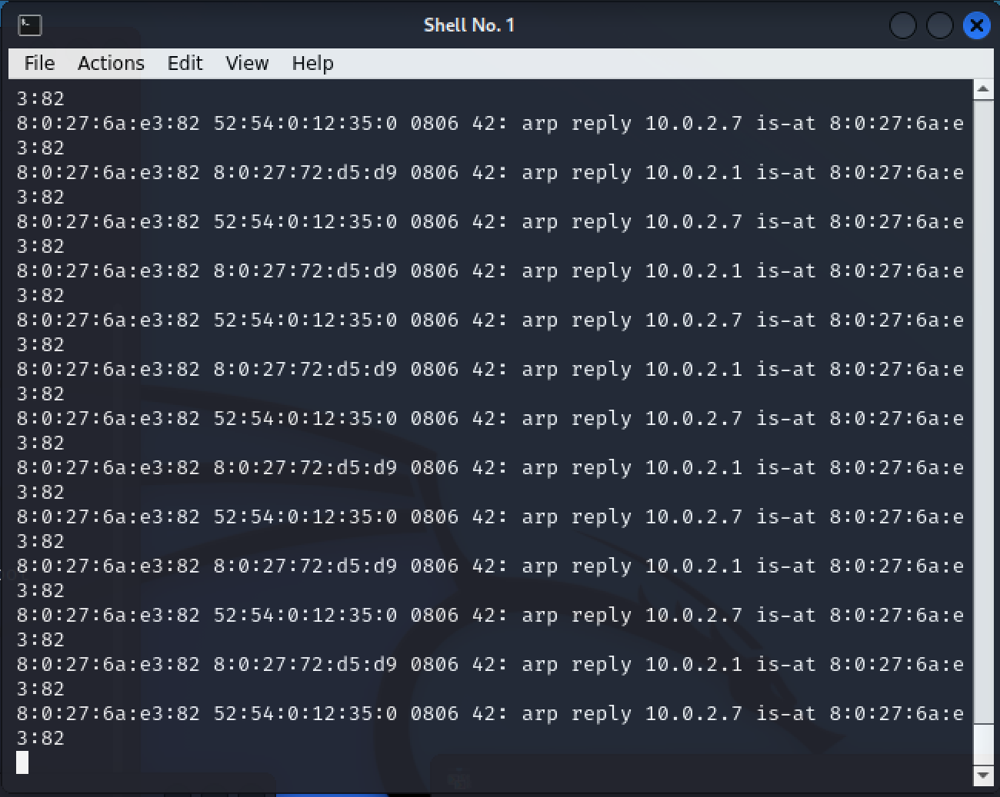 Shell No. 1
File Actions Edit View Help
3:82
8:0:27:6a:e3:82 52:54:0:12:35:0 0806 42: arp reply 10.0.2.7 is-at 8:0:27:6a:e
3:82
8:0:27:6a:e3:82 8:0:27:72:d5:d9 0806 42: arp reply 10.0.2.1 is-at 8:0:27:6a:e
3:82
8:0:27:6a:e3:82 52:54:0:12:35:0 0806 42: arp reply 10.0.2.7 is-at 8:0:27:6a:e
3:82
8:0:27:6a:e3:82 8:0:27:72:d5:d9 0806 42: arp reply 10.0.2.1 is-at 8:0:27:6a:e
3:82
8:0:27:6a:e3:82 52:54:0:12:35:0 0806 42: arp reply 10.0.2.7 is-at 8:0:27:6a:e
3:82
8:0:27:6a:e3:82 8:0:27:72:d5:d9 0806 42: arp reply 10.0.2.1 is-at 8:0:27:6a:e
3:82
8:0:27:6a:e3:82 52:54:0:12:35:0 0806 42: arp reply 10.0.2.7 is-at 8:0:27:6a:e
3:82
8:0:27:6a:e3:82 8:0:27:72:d5:d9 0806 42: arp reply 10.0.2.1 is-at 8:0:27:6a:e
3:82
8:0:27:6a:e3:82 52:54:0:12:35:0 0806 42: arp reply 10.0.2.7 is-at 8:0:27:6a:e
3:82
8:0:27:6a:e3:82 8:0:27:72:d5:d9 0806 42: arp reply 10.0.2.1 is-at 8:0:27:6a:e
3:82
8:0:27:6a:e3:82 52:54:0:12:35:0 0806 42: arp reply 10.0.2.7 is-at 8:0:27:6a:e
3:82
8:0:27:6a:e3:82 8:0:27:72:d5:d9 0806 42: arp reply 10.0.2.1 is-at 8:0:27:6a:e
3:82
8:0:27:6a:e3:82 52:54:0:12:35:0 0806 42: arp reply 10.0.2.7 is-at 8:0:27:6a:e
3:82